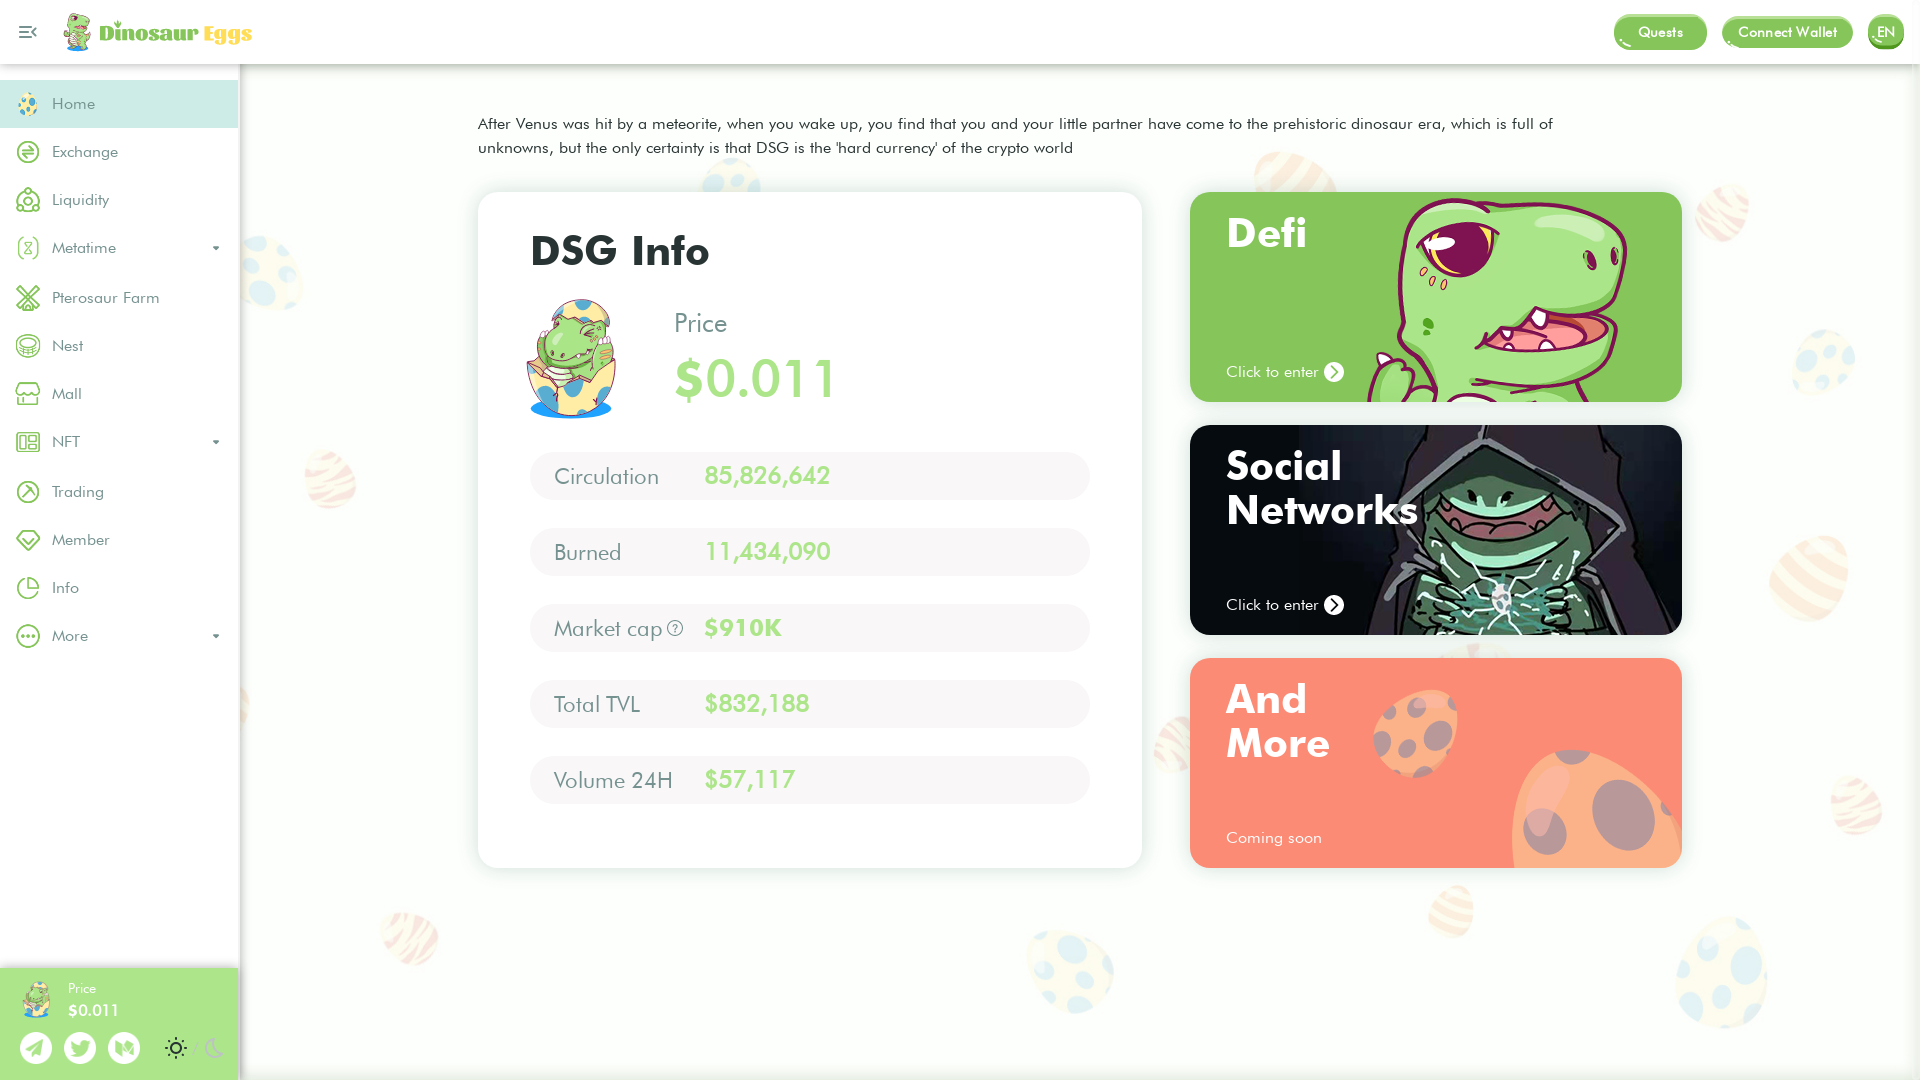 Dinosaur Eggs
Quests
Connect Wallet
EN
Home
Exchange
Liquidity
Metatime
Pterosaur Farm
Nest
Mall
NFT
Trading
Member
Info
More
Price
$0.011
After Venus was hit by a meteorite, when you wake up, you find that you and your little partner have come to the prehistoric dinosaur era, which is full of
unknowns, but the only certainty is that DSG is the 'hard currency' of the crypto world
DSG Info
Price
$0.011
Circulation 85,826,642
Burned 11,434,090
Market cap ? $910K
Total TVL $832,188
Volume 24H $57,117
Defi
Click to enter
Social
Networks
Click to enter
And
More
Coming soon